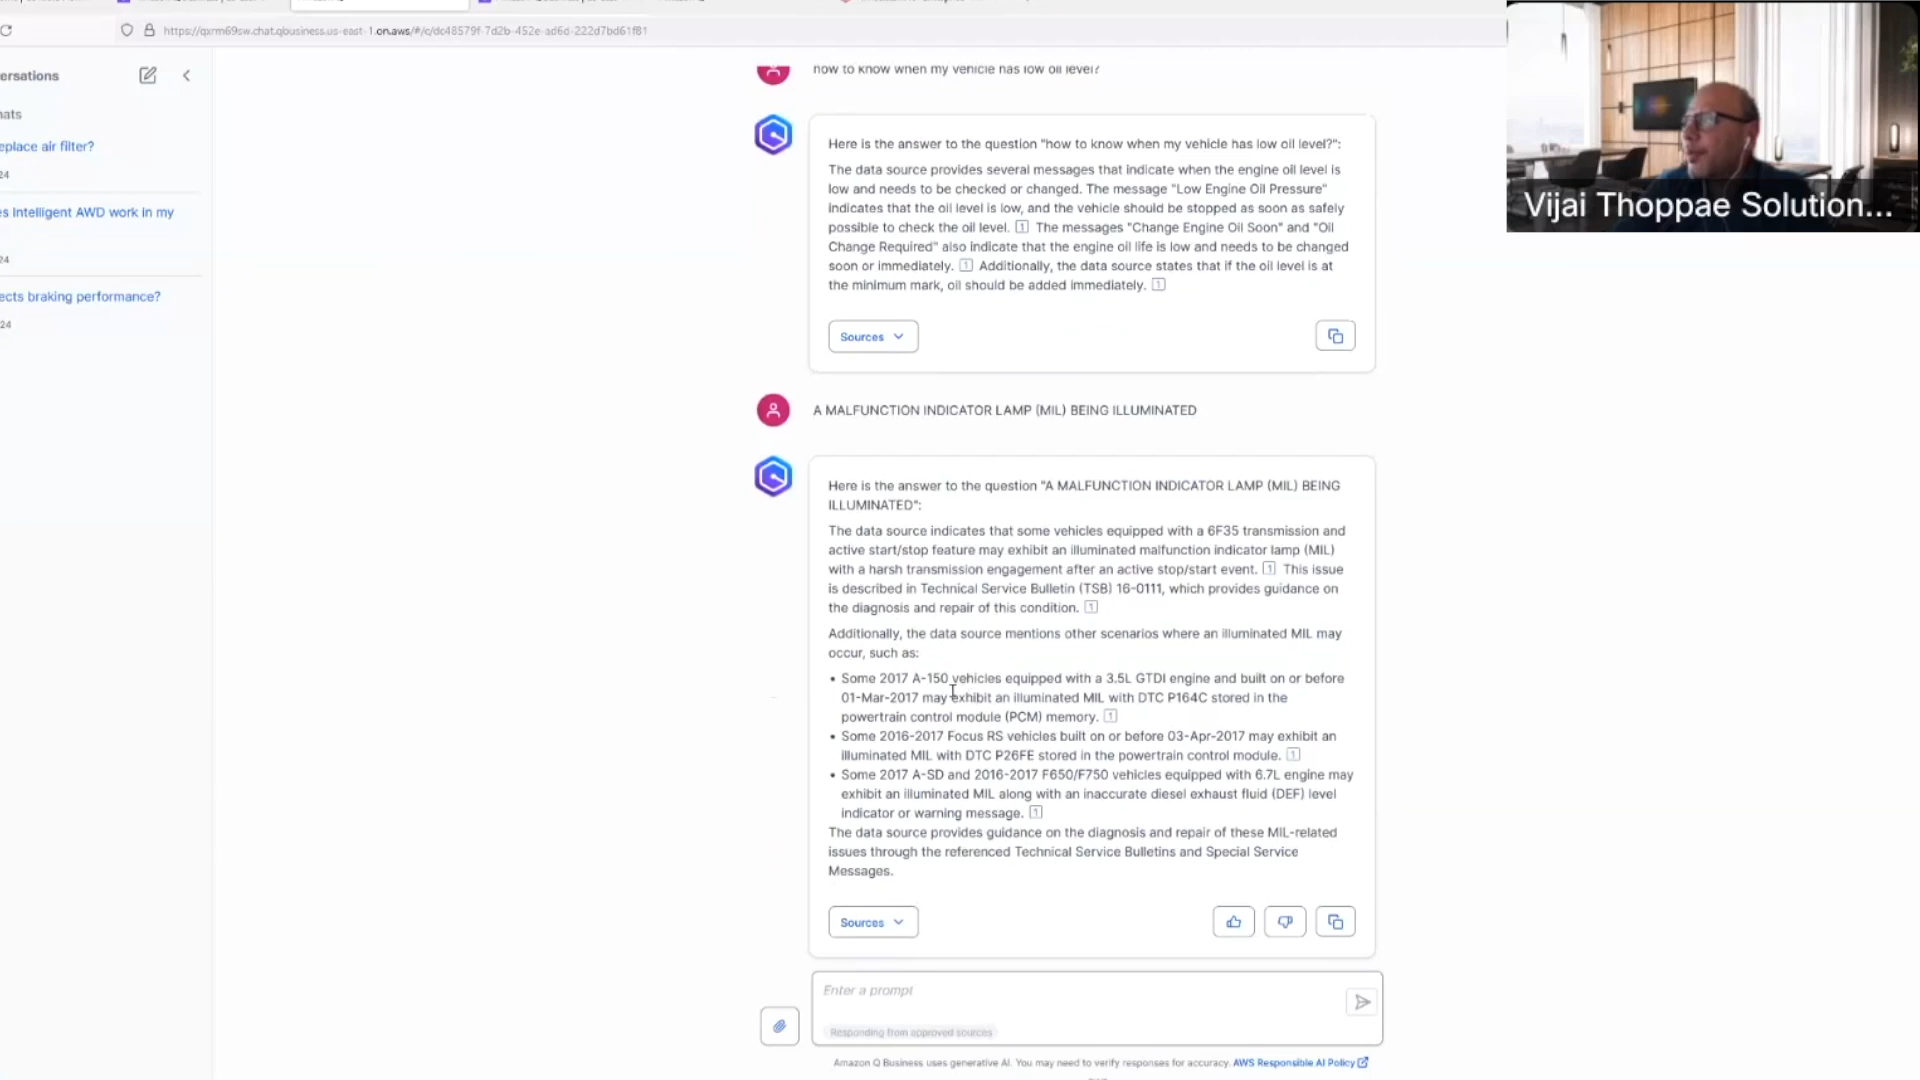 https://qxrm69sw.chat.qbusiness.us-east-1.on.aws/#/c/dc48579f-7d2b-452e-ad6d-222d7bd61f81
Vijai Thoppae Solution...
ersations
hats
eplace air filter?
24
es Intelligent AWD work in my
24
ects braking performance?
24
how to know when my vehicle has low oil level?
Here is the answer to the question "how to know when my vehicle has low oil level?":
The data source provides several messages that indicate when the engine oil level is
low and needs to be checked or changed. The message "Low Engine Oil Pressure"
indicates that the oil level is low, and the vehicle should be stopped as soon as safely
possible to check the oil level. 1 The messages "Change Engine Oil Soon" and "Oil
Change Required" also indicate that the engine oil life is low and needs to be changed
soon or immediately. 1 Additionally, the data source states that if the oil level is at
the minimum mark, oil should be added immediately. 1
Sources
A MALFUNCTION INDICATOR LAMP (MIL) BEING ILLUMINATED
Here is the answer to the question "A MALFUNCTION INDICATOR LAMP (MIL) BEING
ILLUMINATED":
The data source indicates that some vehicles equipped with a 6F35 transmission and
active start/stop feature may exhibit an illuminated malfunction indicator lamp (MIL)
with a harsh transmission engagement after an active stop/start event. 1 This issue
is described in Technical Service Bulletin (TSB) 16-0111, which provides guidance on
the diagnosis and repair of this condition. 1
Additionally, the data source mentions other scenarios where an illuminated MIL may
occur, such as:
• Some 2017 A-150 vehicles equipped with a 3.5L GTDI engine and built on or before
01-Mar-2017 may exhibit an illuminated MIL with DTC P164C stored in the
powertrain control module (PCM) memory. 1
• Some 2016-2017 Focus RS vehicles built on or before 03-Apr-2017 may exhibit an
illuminated MIL with DTC P26FE stored in the powertrain control module. 1
• Some 2017 A-SD and 2016-2017 F650/F750 vehicles equipped with 6.7L engine may
exhibit an illuminated MIL along with an inaccurate diesel exhaust fluid (DEF) level
indicator or warning message. 1
The data source provides guidance on the diagnosis and repair of these MIL-related
issues through the referenced Technical Service Bulletins and Special Service
Messages.
Sources
Enter a prompt
Responding from approved sources
Amazon Q Business uses generative AI. You may need to verify responses for accuracy. AWS Responsible AI Policy